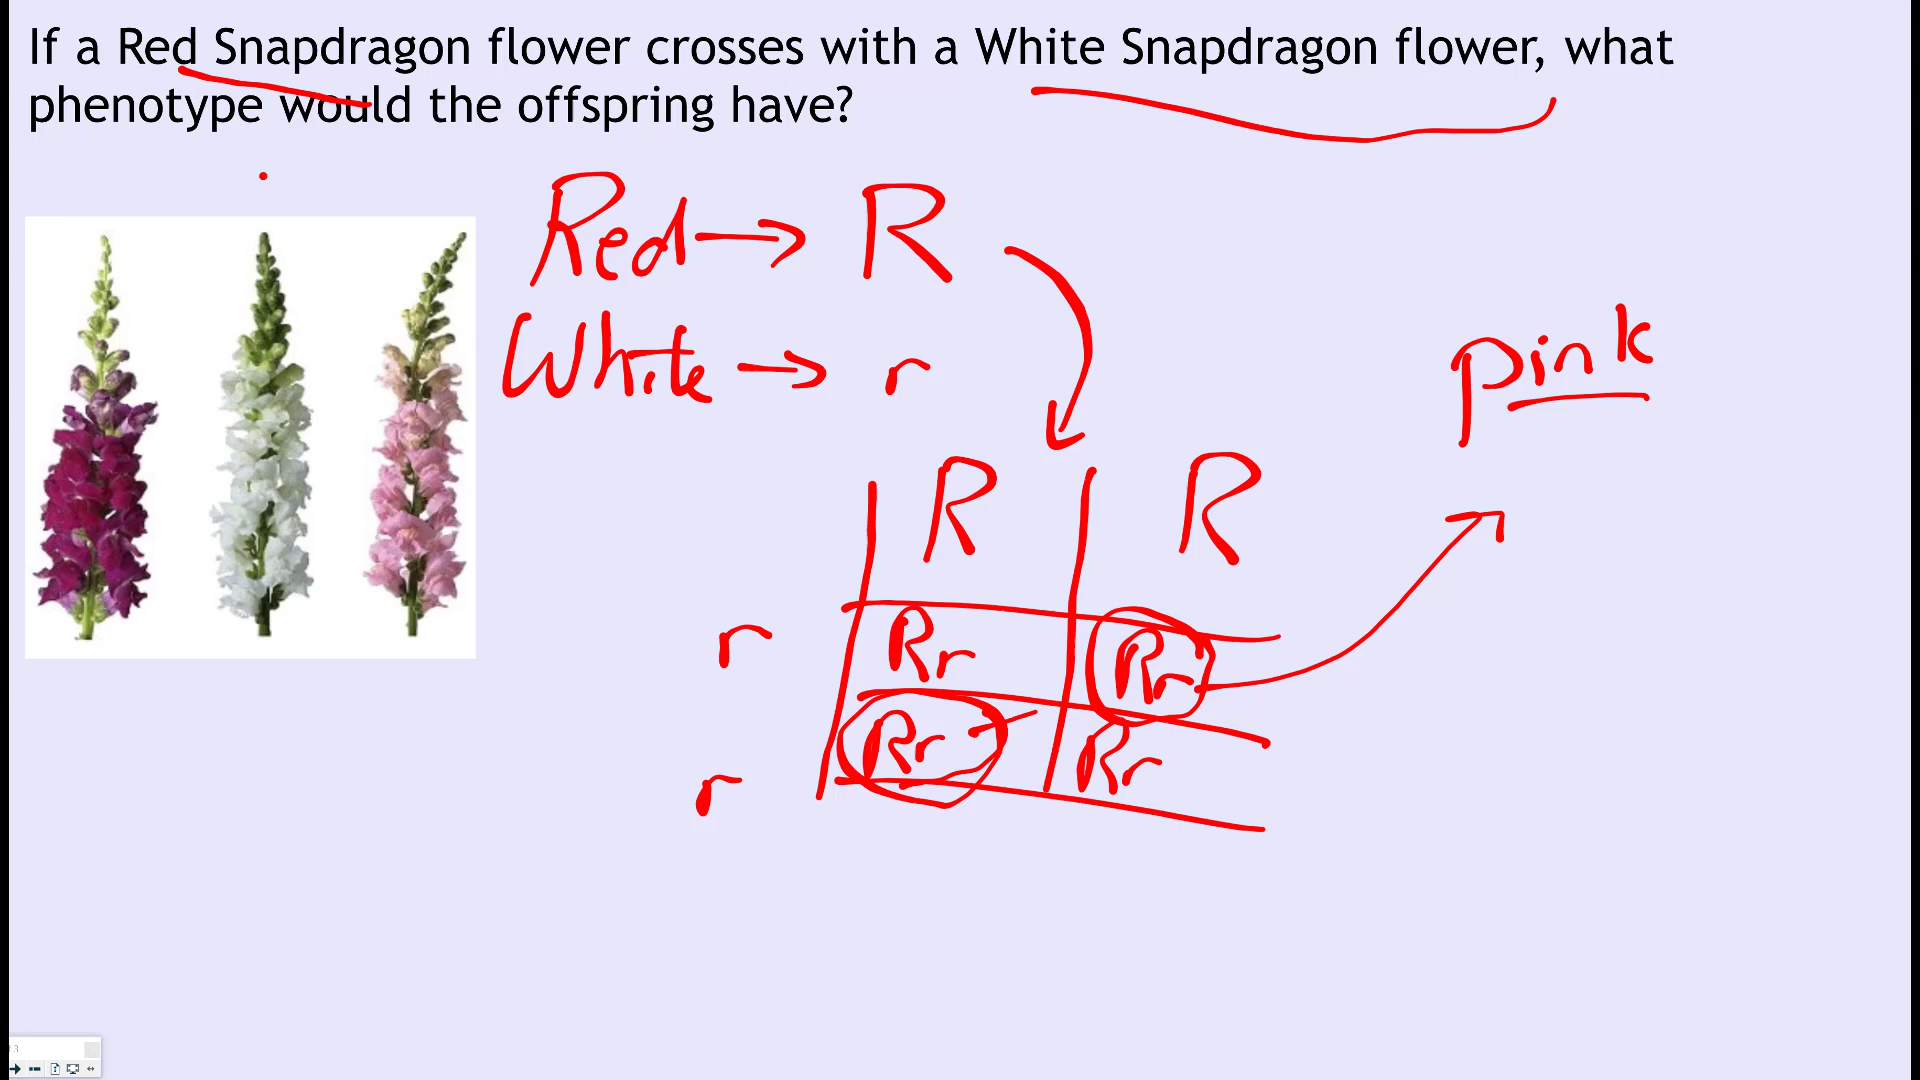 If a Red Snapdragon flower crosses with a White Snapdragon flower, what
phenotype would the offspring have?
Red → R
White → r
pink
R R
r Rr Rr
r Rr Rr